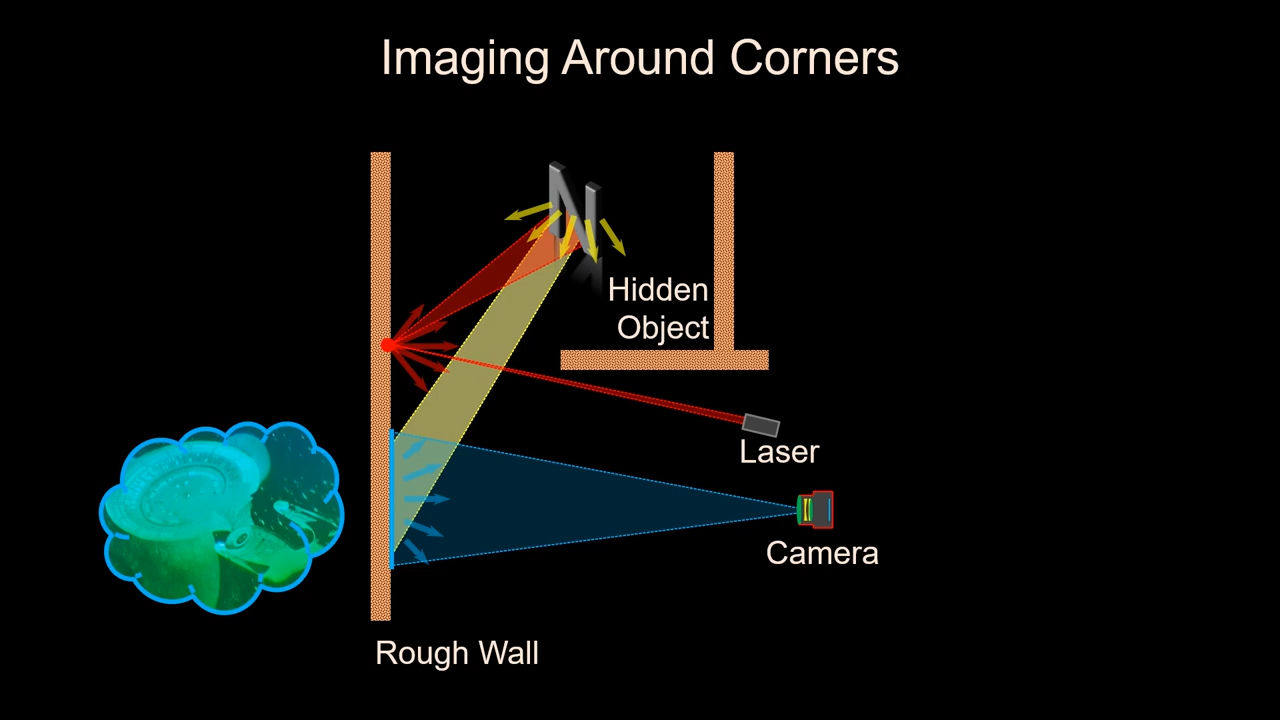 Imaging Around Corners
N
Hidden
Object
Laser
Camera
Rough Wall